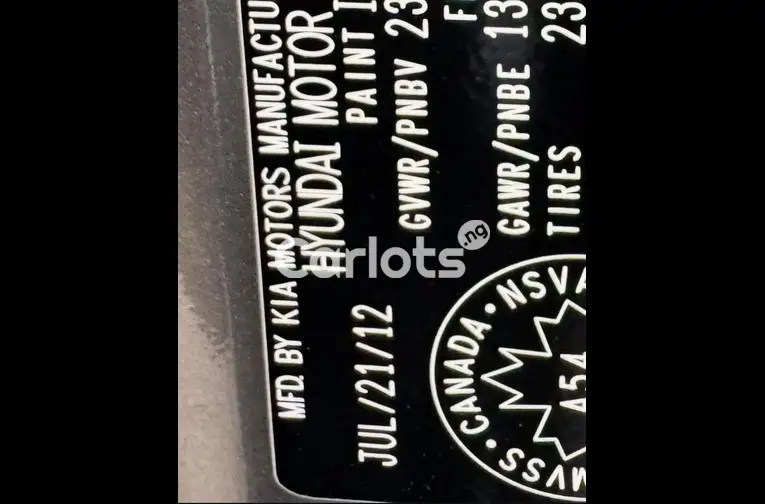 MFD. BY KIA MOTORS MANUFACTU
HYUNDAI MOTOR
JUL/21/12
PAINT I
GVWR/PNBV 23
F
GAWR/PNBE 13
TIRES 23
CANADA • NSVA
A54
MVSS •
Carlots.ng